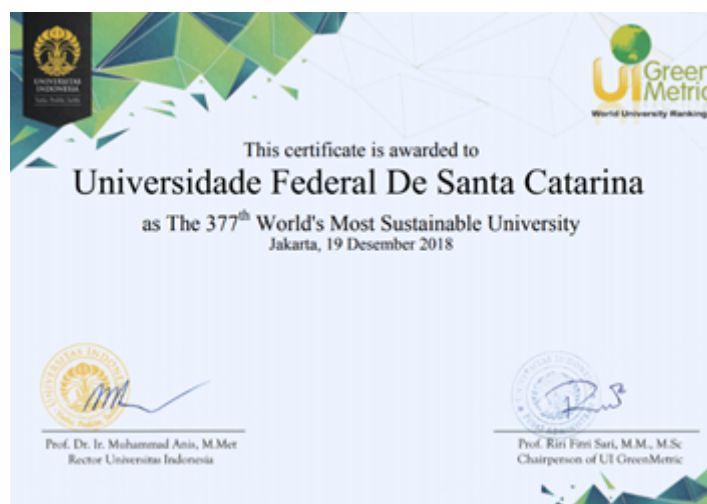 UNIVERSITAS
INDONESIA
UI Green
Metric
World University Rankings
This certificate is awarded to
Universidade Federal De Santa Catarina
as The 377th World's Most Sustainable University
Jakarta, 19 Desember 2018
Prof. Dr. Ir. Muhammad Anis, M.Met
Rector Universitas Indonesia
Prof. Riri Fitri Sari, M.M., M.Sc
Chairperson of UI GreenMetric